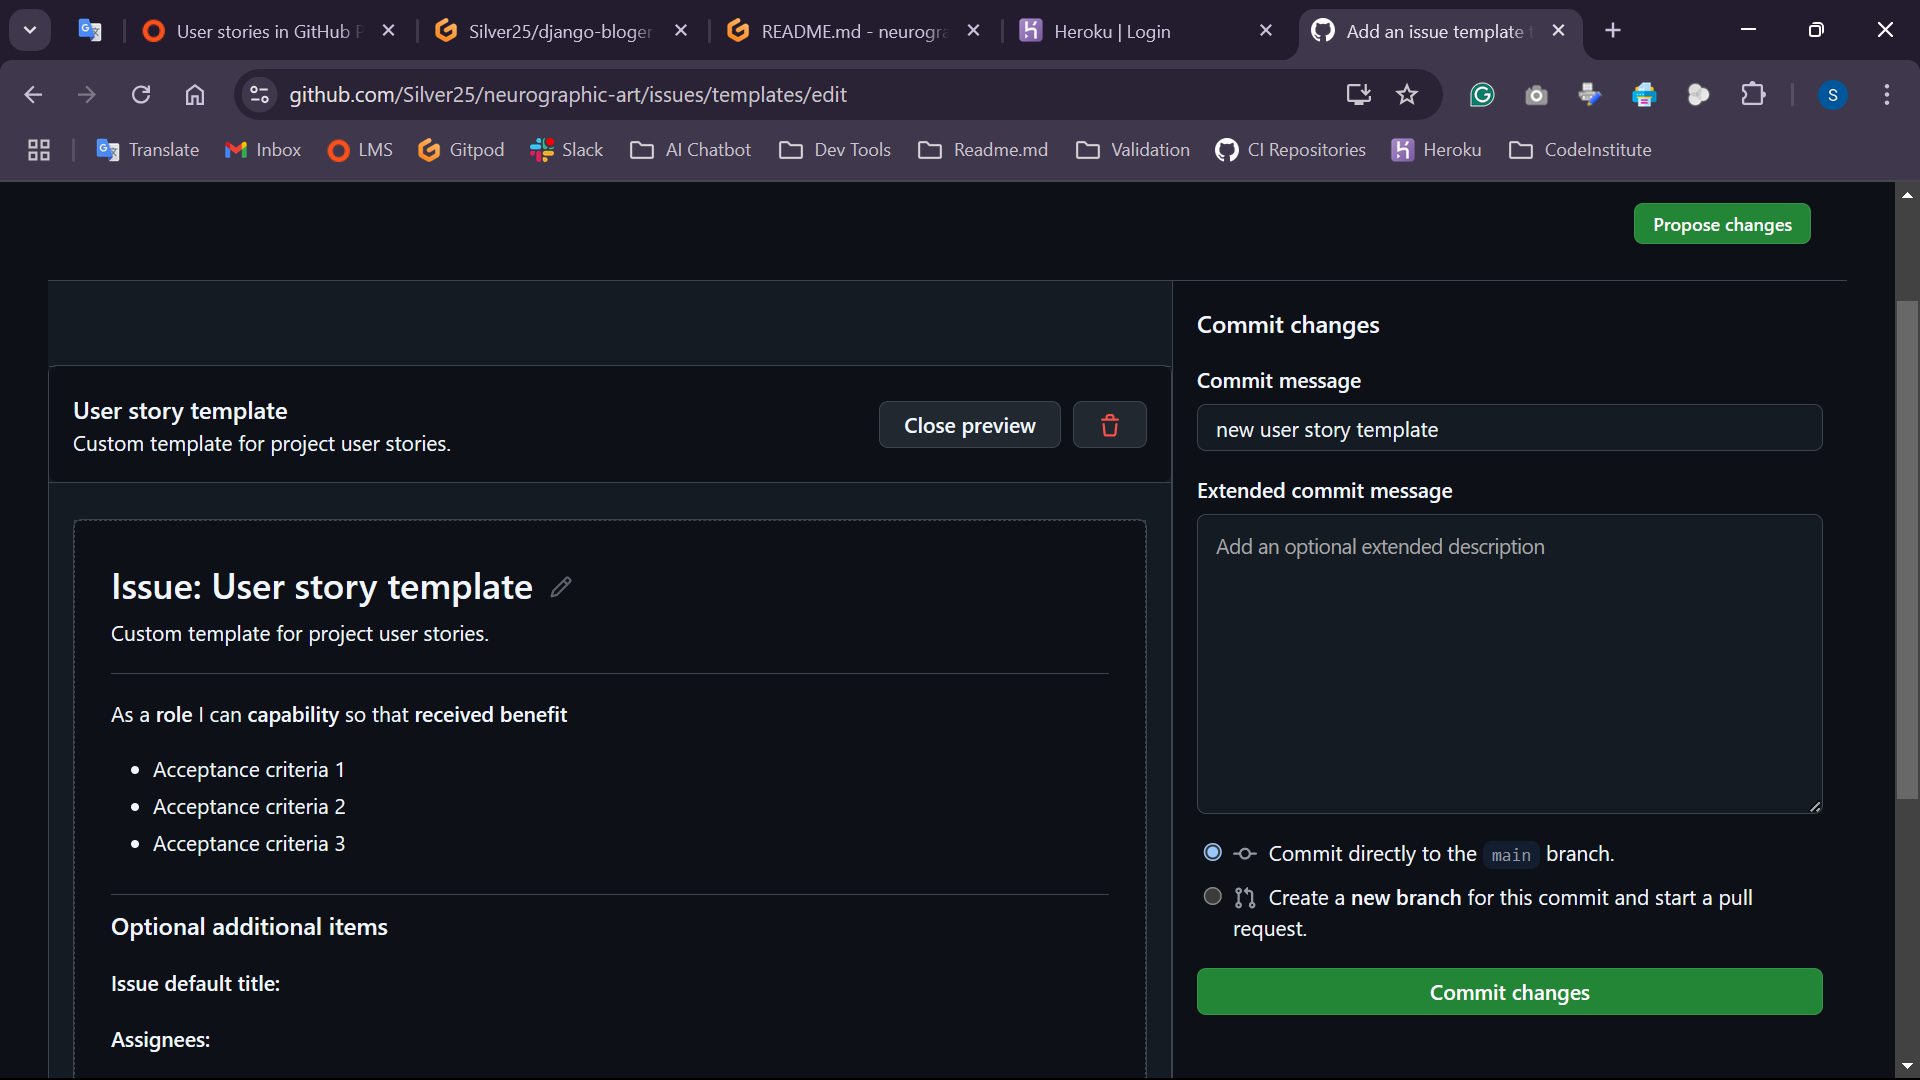 User stories in GitHub P
Silver25/django-bloger
README.md - neurogra
Heroku | Login
Add an issue template t
github.com/Silver25/neurographic-art/issues/templates/edit
S
Translate
Inbox
LMS
Gitpod
Slack
AI Chatbot
Dev Tools
Readme.md
Validation
CI Repositories
Heroku
CodeInstitute
Propose changes
User story template
Custom template for project user stories.
Close preview
Issue: User story template
Custom template for project user stories.
As a role I can capability so that received benefit
Acceptance criteria 1
Acceptance criteria 2
Acceptance criteria 3
Optional additional items
Issue default title:
Assignees:
Commit changes
Commit message
new user story template
Extended commit message
Add an optional extended description
Commit directly to the main branch.
Create a new branch for this commit and start a pull
request.
Commit changes